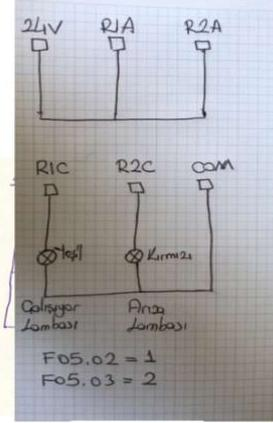 24V R1A R2A
R1C R2C COM
Yeşil Kırmızı
Çalışıyor Arıza
Lambası Lambası
F05.02 = 1
F05.03 = 2